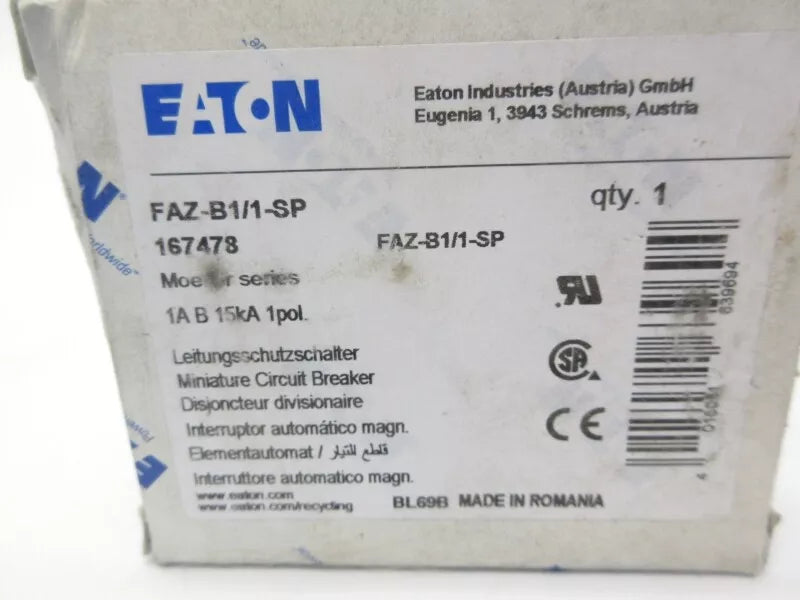 EATON
Eaton Industries (Austria) GmbH
Eugenia 1, 3943 Schrems, Austria
FAZ-B1/1-SP
qty. 1
167478
FAZ-B1/1-SP
series
1A B 15kA 1pol.
Leitungsschutzschalter
Miniature Circuit Breaker
Disjoncteur divisionaire
Interruptor automático magn.
Elementautomat / قاطع للتيار
Interruttore automatico magn.
www.eaton.com
www.eaton.com/recycling
BL69B MADE IN ROMANIA
639694